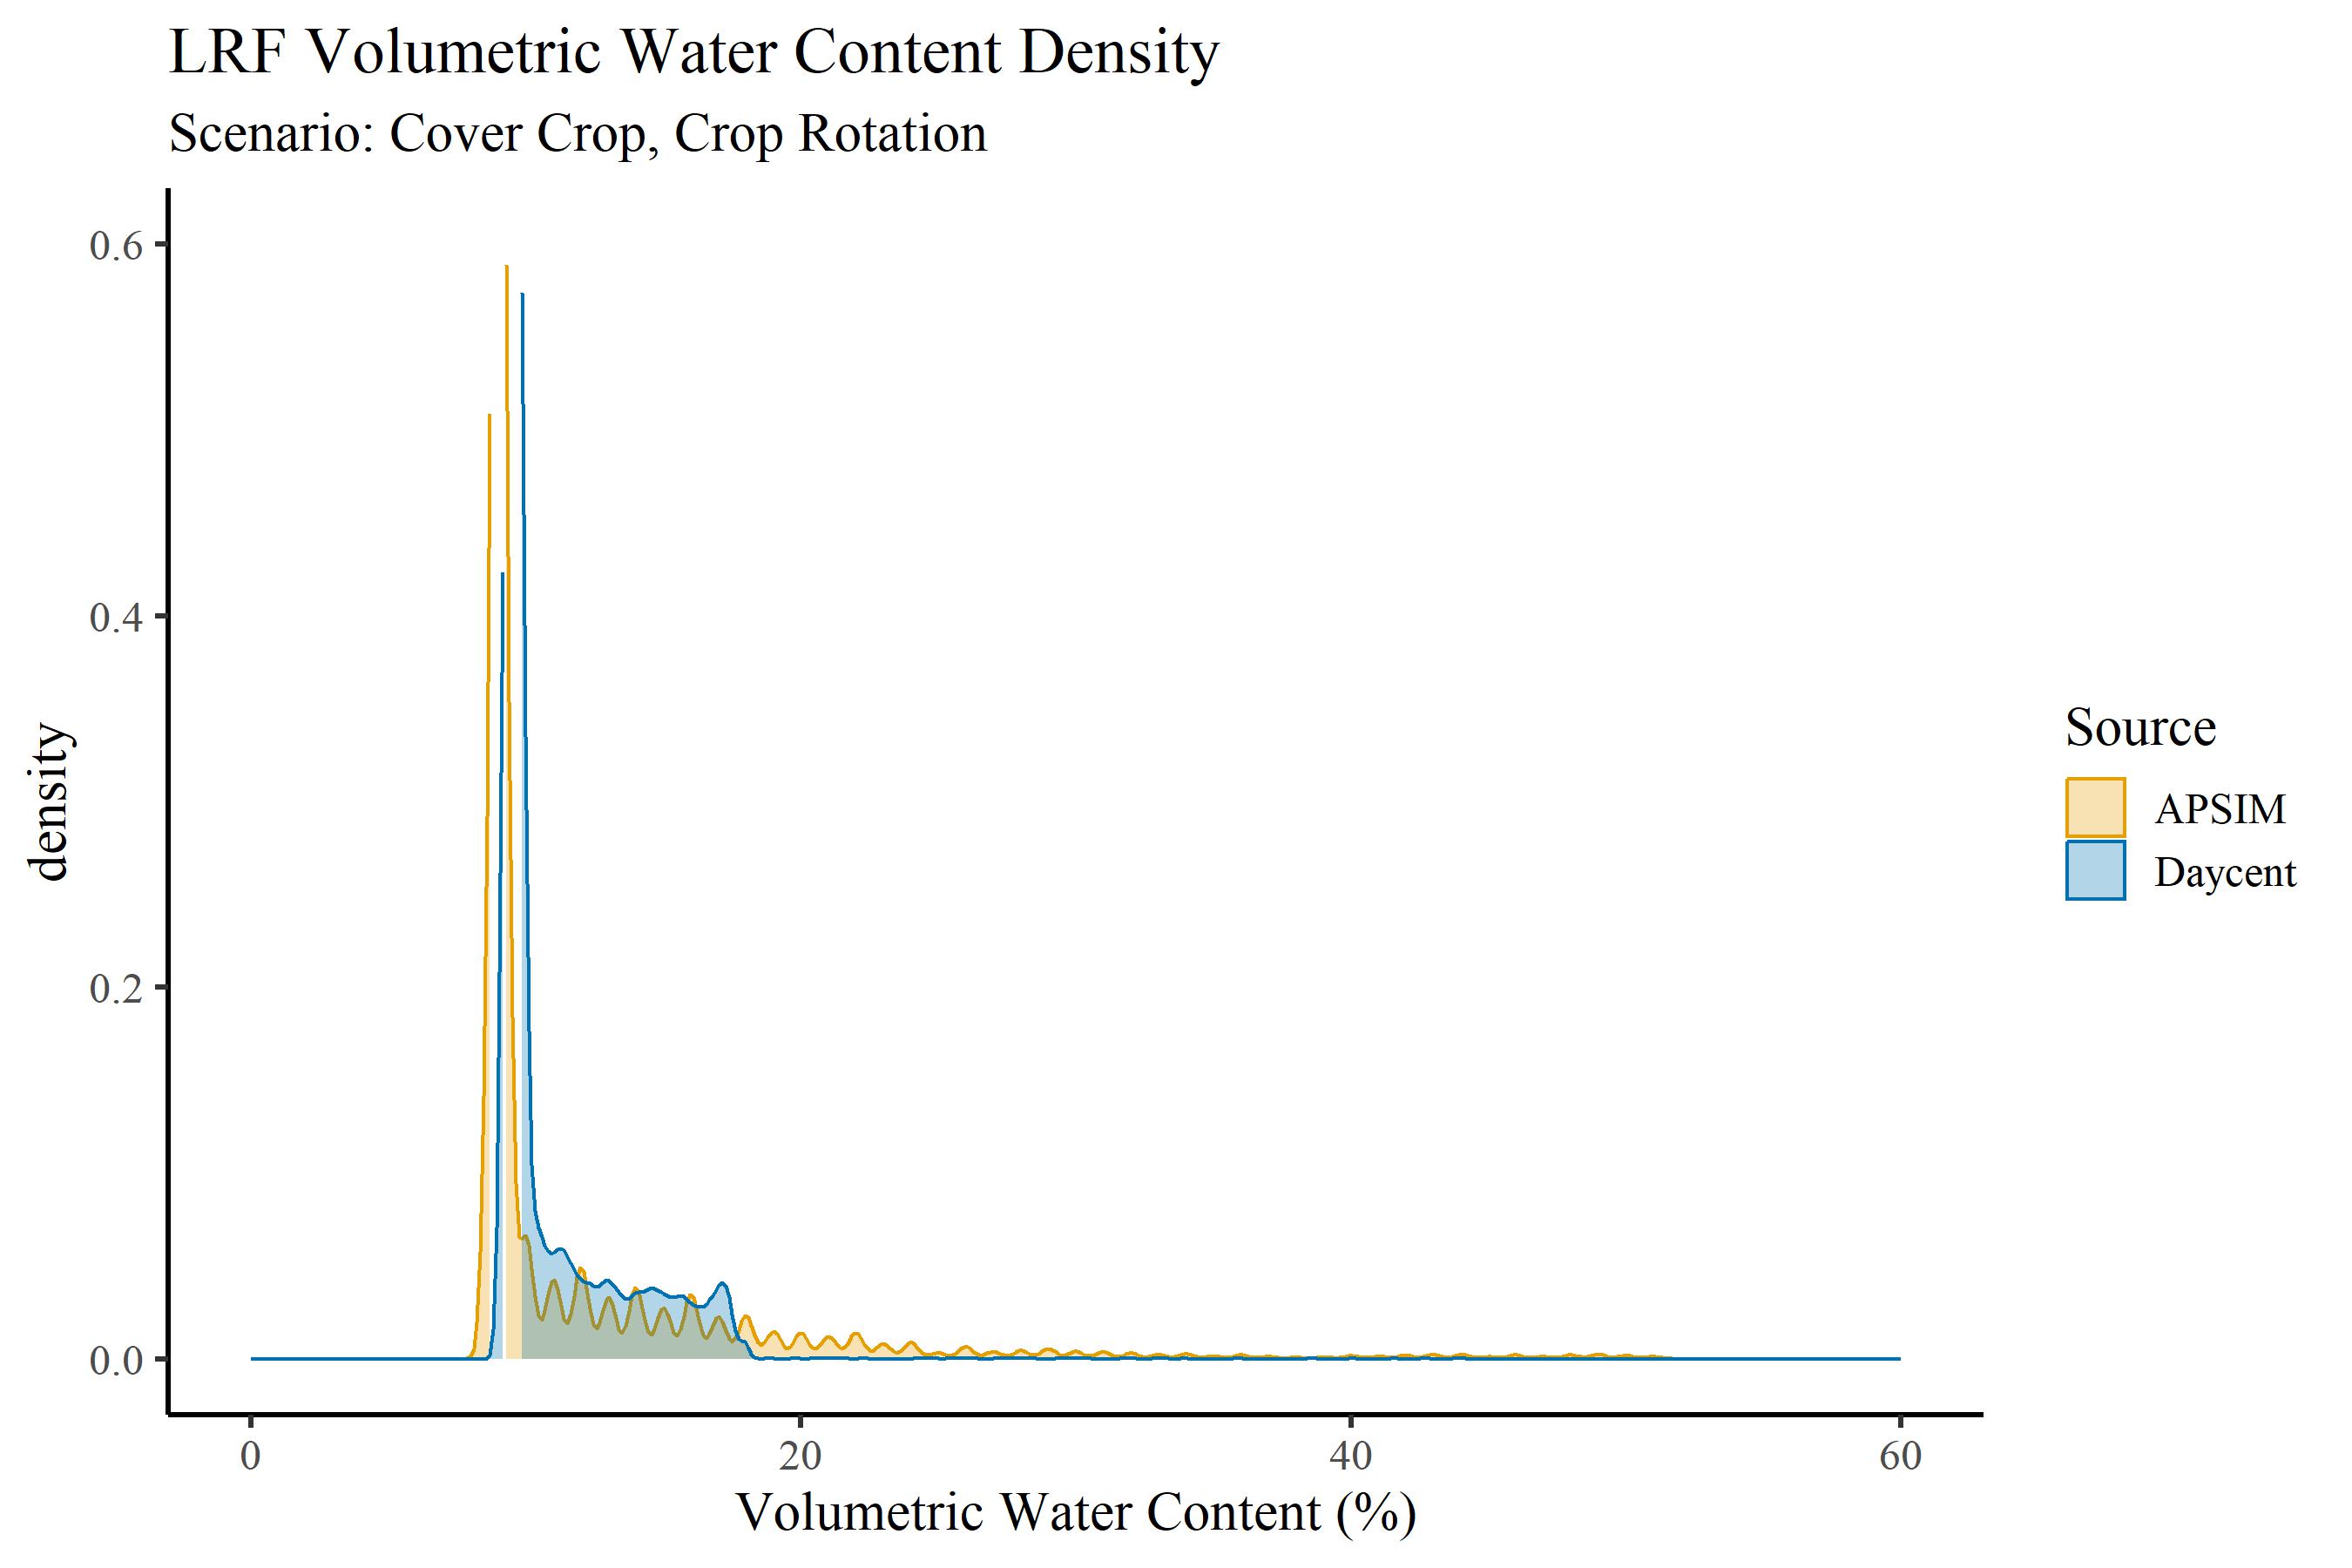 LRF Volumetric Water Content Density
Scenario: Cover Crop, Crop Rotation
0.6
0.4
0.2
0.0
density
0
20
40
60
Volumetric Water Content (%)
Source
APSIM
Daycent